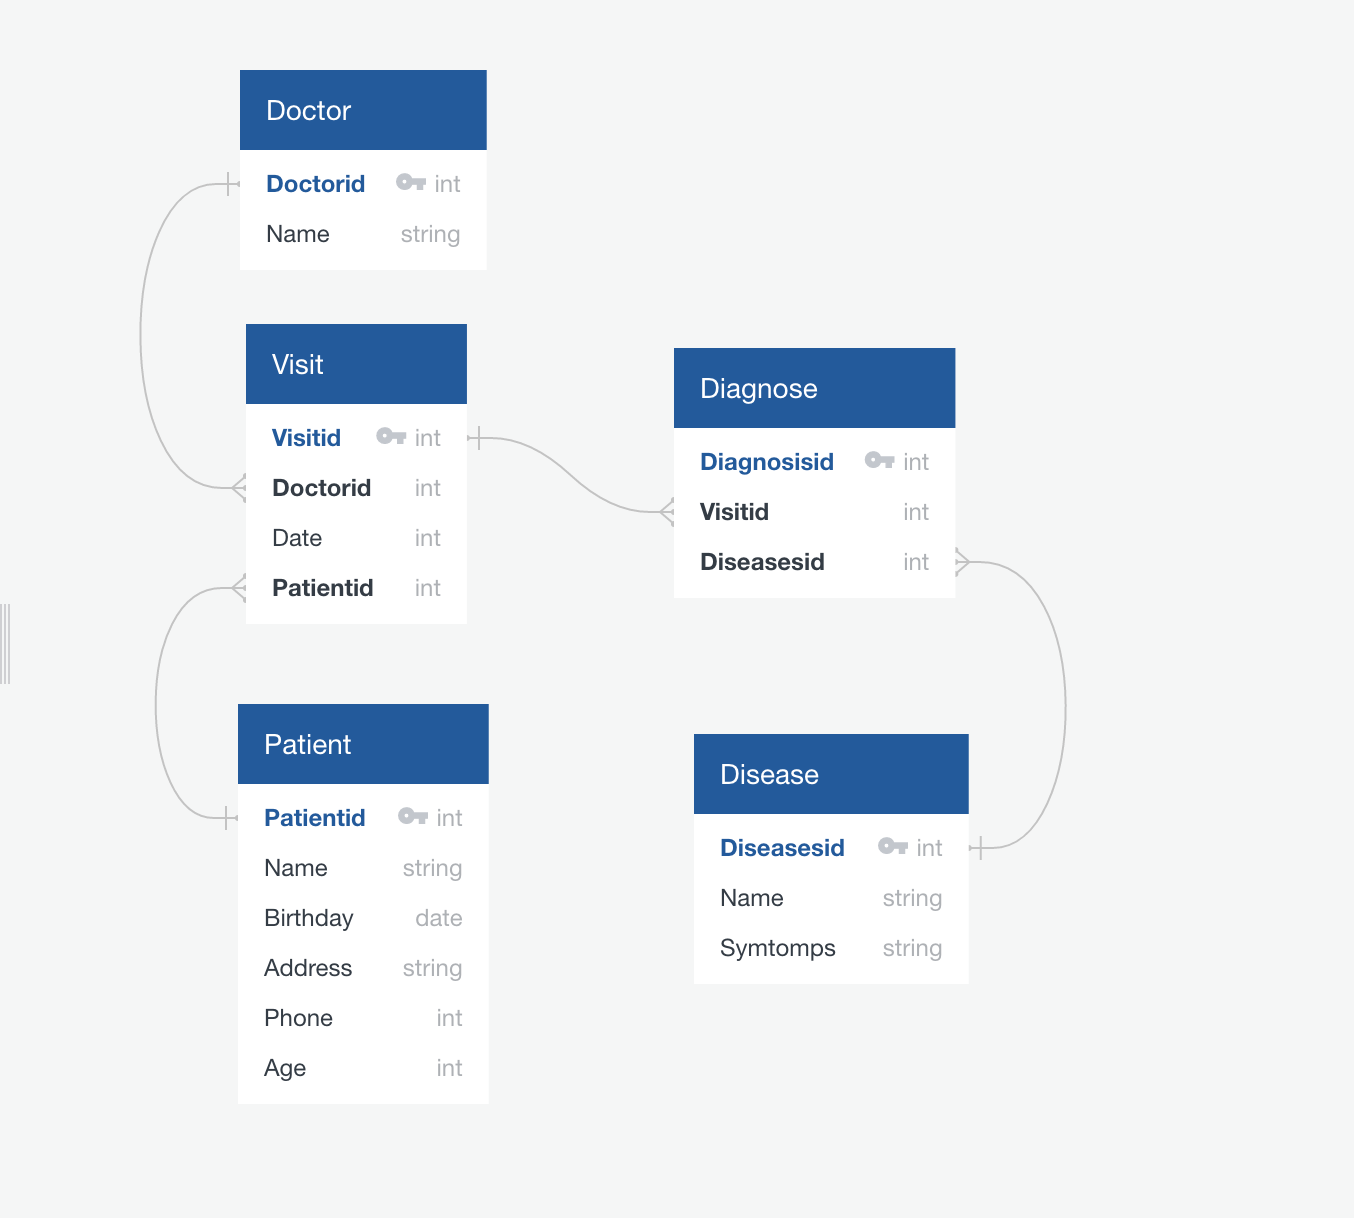 Doctor
Doctorid int
Name string
Visit
Visitid int
Doctorid int
Date int
Patientid int
Diagnose
Diagnosisid int
Visitid int
Diseasesid int
Patient
Patientid int
Name string
Birthday date
Address string
Phone int
Age int
Disease
Diseasesid int
Name string
Symtomps string